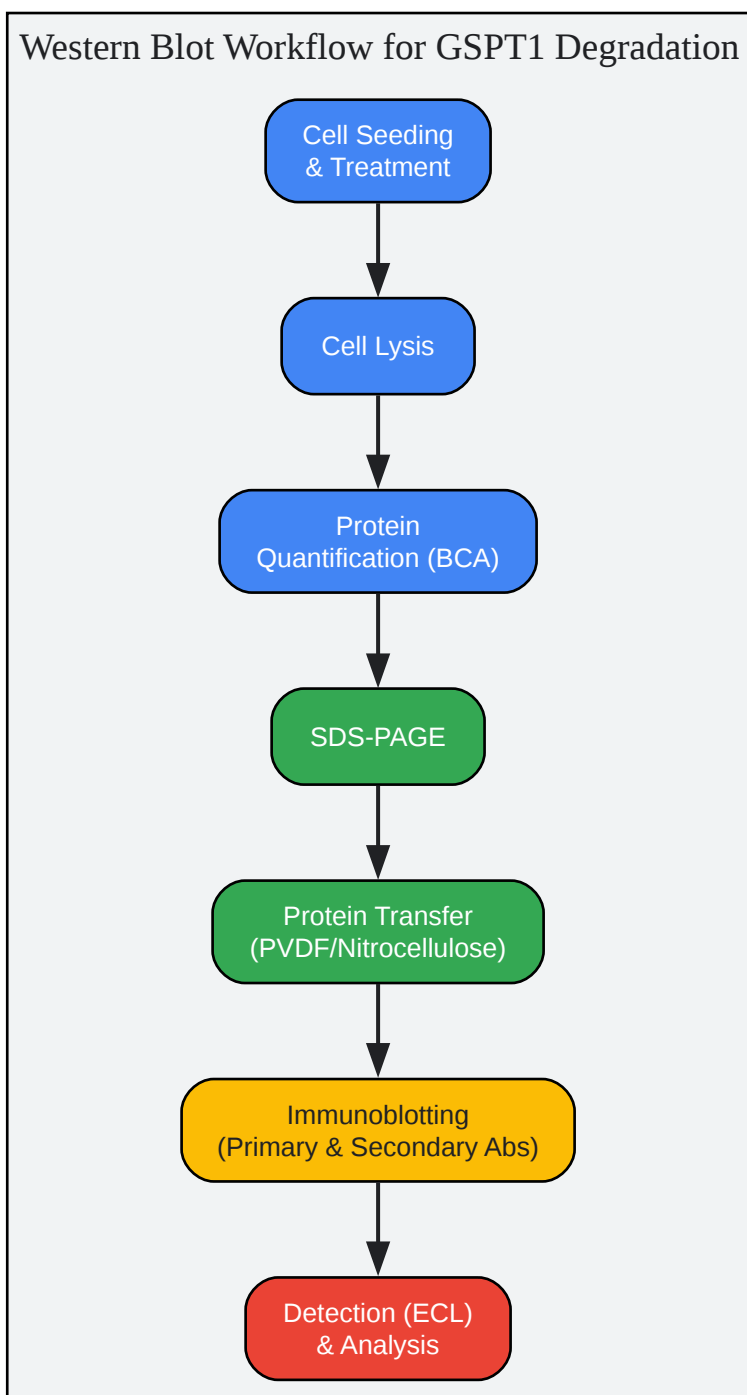 Western Blot Workflow for GSPT1 Degradation
Cell Seeding
& Treatment
Cell Lysis
Protein
Quantification (BCA)
SDS-PAGE
Protein Transfer
(PVDF/Nitrocellulose)
Immunoblotting
(Primary & Secondary Abs)
Detection (ECL)
& Analysis